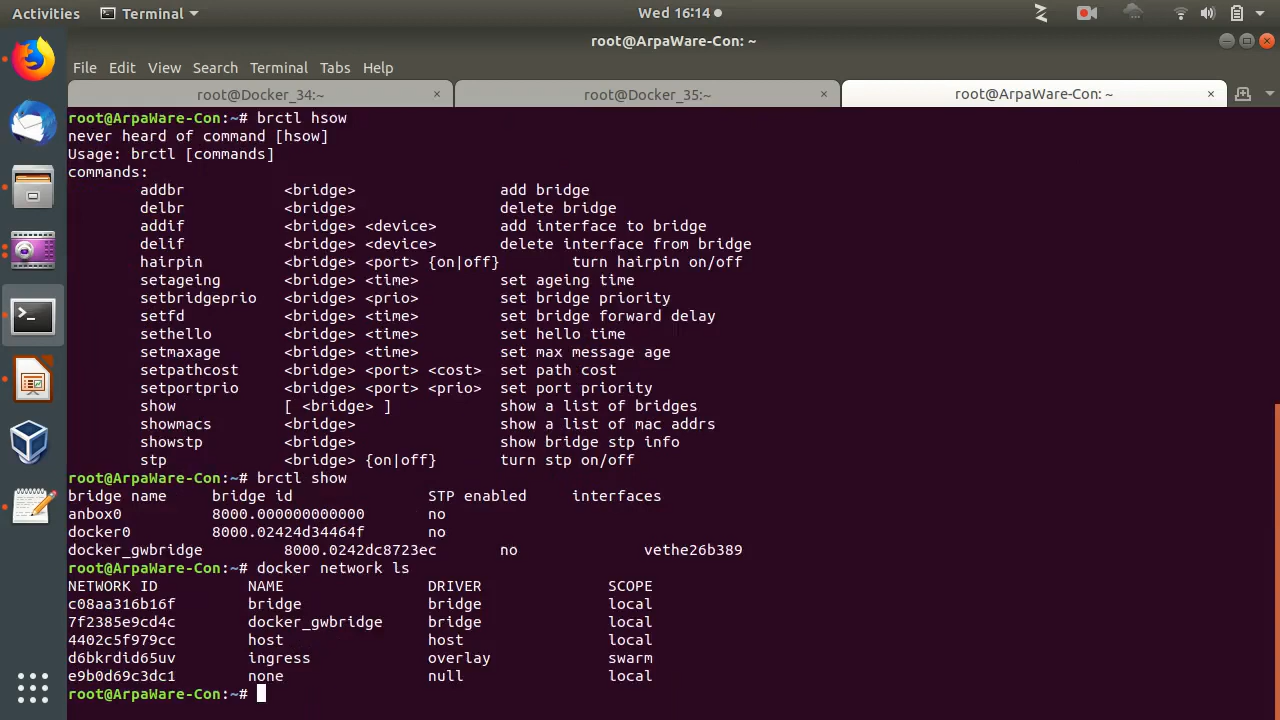 Activities Terminal Wed 16:14
root@ArpaWare-Con: ~
File Edit View Search Terminal Tabs Help
root@Docker_34:~ × root@Docker_35:~ × root@ArpaWare-Con: ~ ×
root@ArpaWare-Con:~# brctl hsow
never heard of command [hsow]
Usage: brctl [commands]
commands:
addbr <bridge> add bridge
delbr <bridge> delete bridge
addif <bridge> <device> add interface to bridge
delif <bridge> <device> delete interface from bridge
hairpin <bridge> <port> {on|off} turn hairpin on/off
setageing <bridge> <time> set ageing time
setbridgeprio <bridge> <prio> set bridge priority
setfd <bridge> <time> set bridge forward delay
sethello <bridge> <time> set hello time
setmaxage <bridge> <time> set max message age
setpathcost <bridge> <port> <cost> set path cost
setportprio <bridge> <port> <prio> set port priority
show [ <bridge> ] show a list of bridges
showmacs <bridge> show a list of mac addrs
showstp <bridge> show bridge stp info
stp <bridge> {on|off} turn stp on/off
root@ArpaWare-Con:~# brctl show
bridge name bridge id STP enabled interfaces
anbox0 8000.000000000000 no
docker0 8000.02424d34464f no
docker_gwbridge 8000.0242dc8723ec no vethe26b389
root@ArpaWare-Con:~# docker network ls
NETWORK ID NAME DRIVER SCOPE
c08aa316b16f bridge bridge local
7f2385e9cd4c docker_gwbridge bridge local
4402c5f979cc host host local
d6bkrdid65uv ingress overlay swarm
e9b0d69c3dc1 none null local
root@ArpaWare-Con:~#